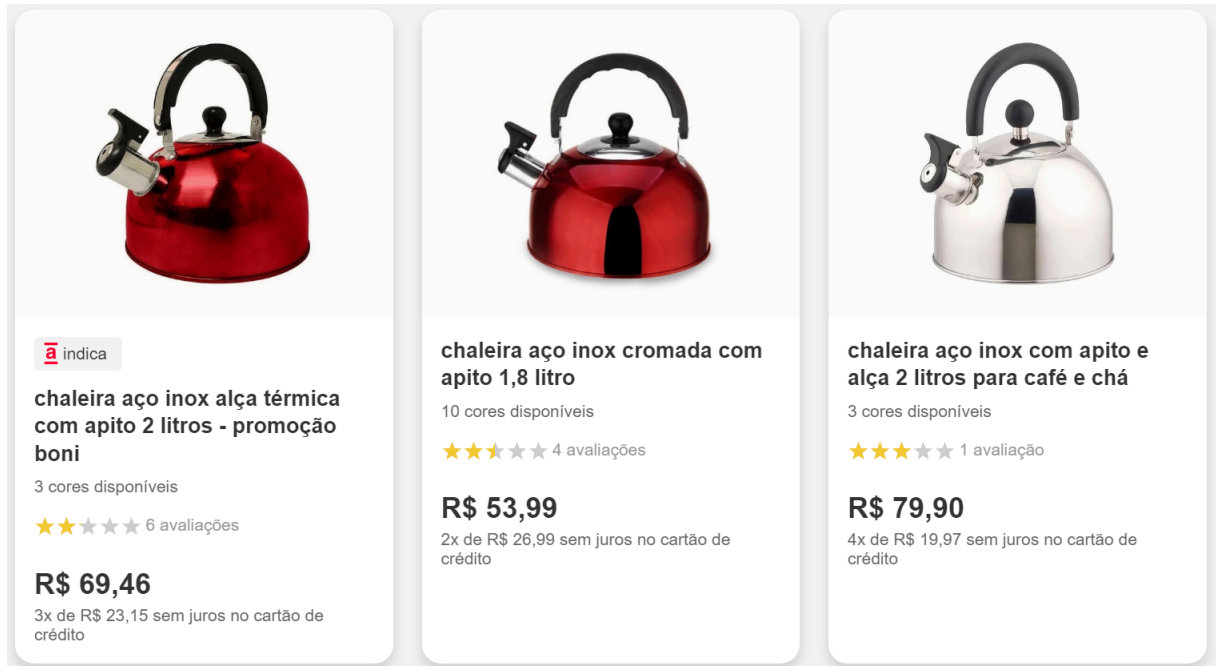 a indica
chaleira aço inox alça térmica
com apito 2 litros - promoção
boni
3 cores disponíveis
6 avaliações
R$ 69,46
3x de R$ 23,15 sem juros no cartão de
crédito
chaleira aço inox cromada com
apito 1,8 litro
10 cores disponíveis
4 avaliações
R$ 53,99
2x de R$ 26,99 sem juros no cartão de
crédito
chaleira aço inox com apito e
alça 2 litros para café e chá
3 cores disponíveis
1 avaliação
R$ 79,90
4x de R$ 19,97 sem juros no cartão de
crédito